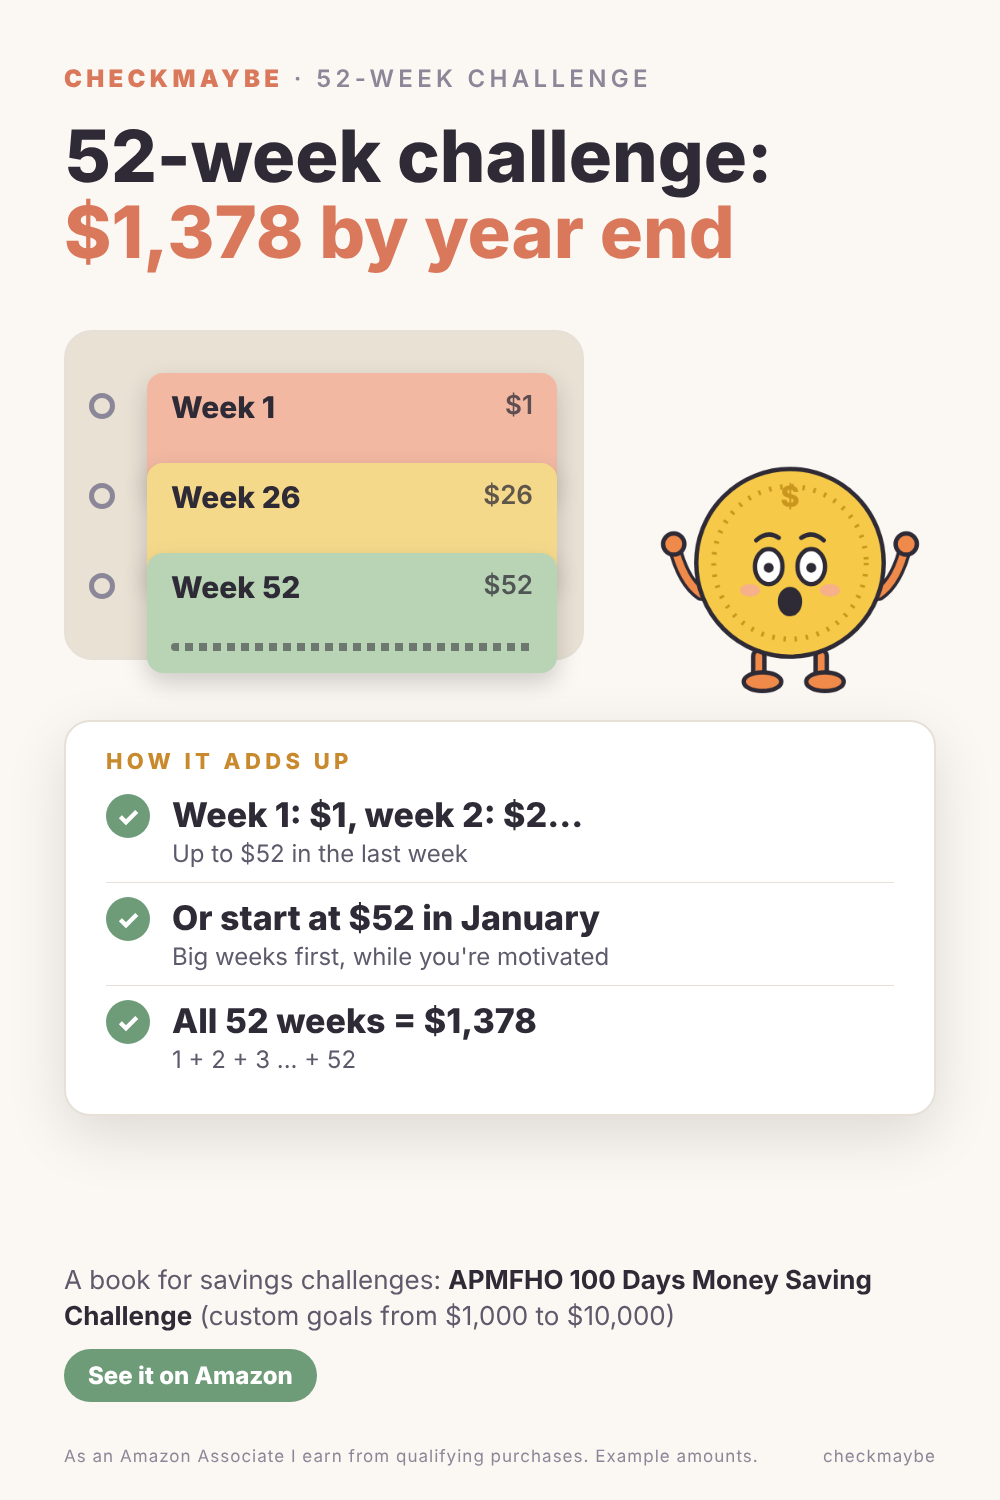 CHECKMAYBE · 52-WEEK CHALLENGE
52-week challenge:
$1,378 by year end
Week 1 $1
Week 26 $26
Week 52 $52
$
HOW IT ADDS UP
Week 1: $1, week 2: $2…
Up to $52 in the last week
Or start at $52 in January
Big weeks first, while you're motivated
All 52 weeks = $1,378
1 + 2 + 3 … + 52
A book for savings challenges: APMFHO 100 Days Money Saving
Challenge (custom goals from $1,000 to $10,000)
See it on Amazon
As an Amazon Associate I earn from qualifying purchases. Example amounts. checkmaybe